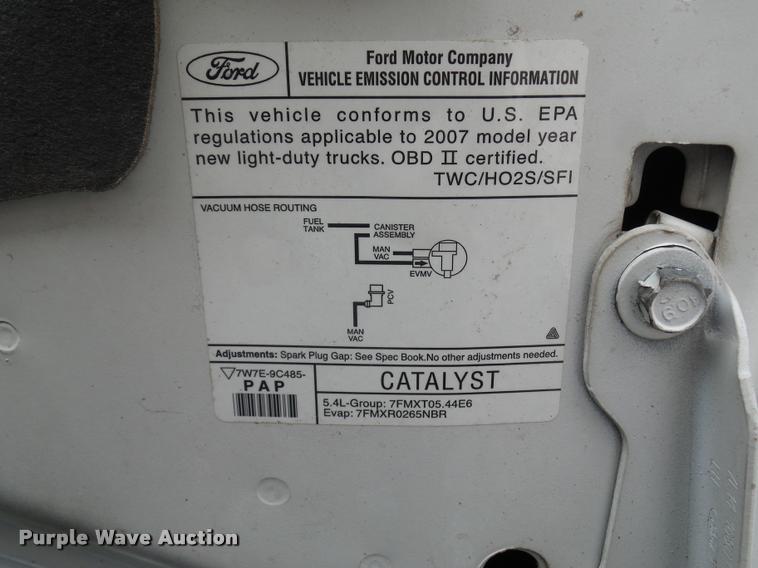 Ford
Ford Motor Company
VEHICLE EMISSION CONTROL INFORMATION
This vehicle conforms to U.S. EPA
regulations applicable to 2007 model year
new light-duty trucks. OBD II certified.
TWC/HO2S/SFI
VACUUM HOSE ROUTING
FUEL
TANK
CANISTER
ASSEMBLY
MAN
VAC
EVMV
PCV
MAN
VAC
Adjustments: Spark Plug Gap: See Spec Book.No other adjustments needed.
7W7E-9C485-
PAP
CATALYST
5.4L-Group: 7FMXT05.44E6
Evap: 7FMXR0265NBR
Purple Wave Auction